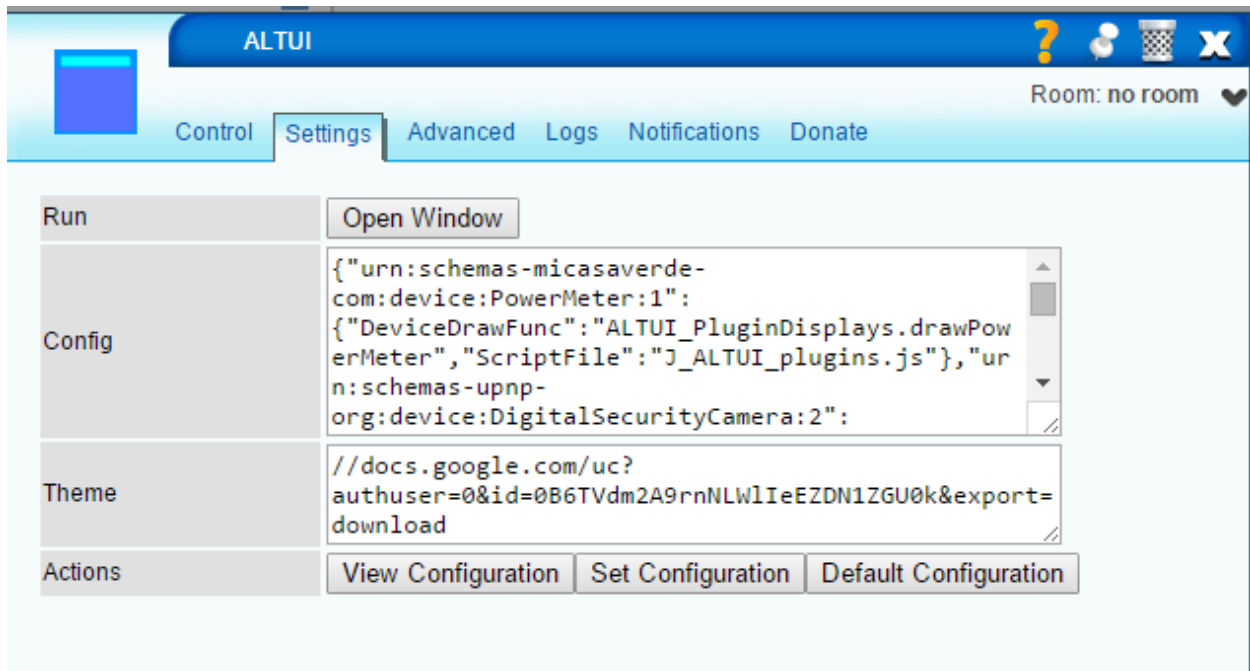 ALTUI
Room: no room
Control Settings Advanced Logs Notifications Donate
Run
Open Window
Config
{"urn:schemas-micasaverde-
com:device:PowerMeter:1":
{"DeviceDrawFunc":"ALTUI_PluginDisplays.drawPow
erMeter","ScriptFile":"J_ALTUI_plugins.js"},"ur
n:schemas-upnp-
org:device:DigitalSecurityCamera:2":
Theme
//docs.google.com/uc?
authuser=0&id=0B6TVdm2A9rnNLWlIeEZDN1ZGU0k&export=
download
Actions
View Configuration Set Configuration Default Configuration